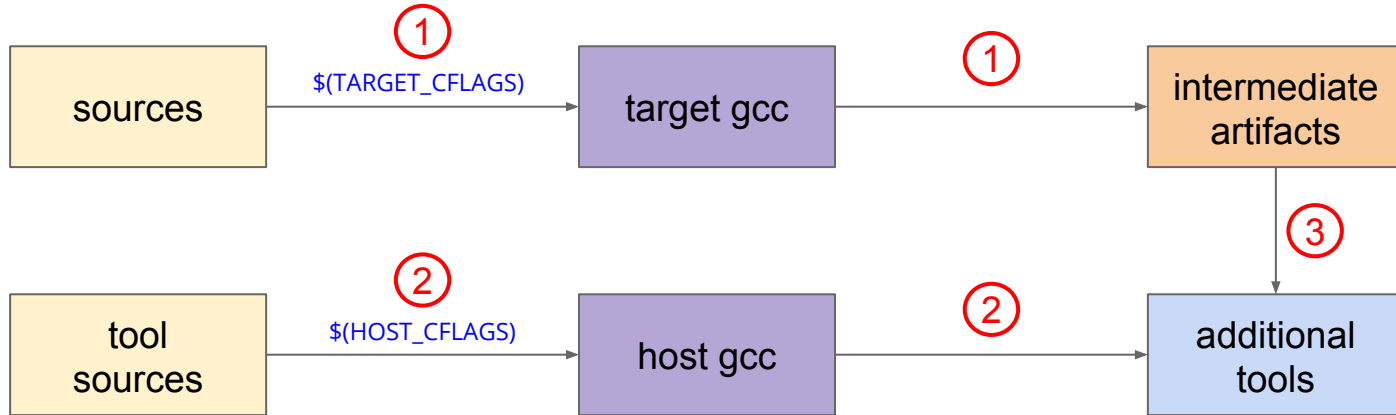 1
1
$(TARGET_CFLAGS)
sources
target gcc
intermediate
artifacts
3
2
2
$(HOST_CFLAGS)
tool
sources
host gcc
additional
tools